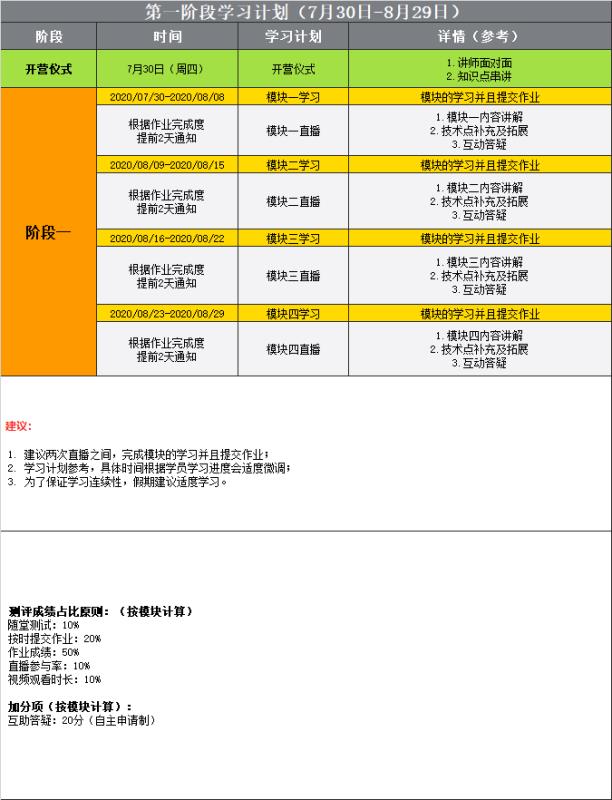 第一阶段学习计划（7月30日-8月29日）
阶段 时间 学习计划 详情（参考）
开营仪式 7月30日（周四） 开营仪式 1.讲师面对面
2.知识点串讲
阶段一
2020/07/30-2020/08/08 模块一学习 模块的学习并且提交作业
根据作业完成度
提前2天通知
模块一直播
1.模块一内容讲解
2.技术点补充及拓展
3.互动答疑
2020/08/09-2020/08/15 模块二学习 模块的学习并且提交作业
根据作业完成度
提前2天通知
模块二直播
1.模块二内容讲解
2.技术点补充及拓展
3.互动答疑
2020/08/16-2020/08/22 模块三学习 模块的学习并且提交作业
根据作业完成度
提前2天通知
模块三直播
1.模块三内容讲解
2.技术点补充及拓展
3.互动答疑
2020/08/23-2020/08/29 模块四学习 模块的学习并且提交作业
根据作业完成度
提前2天通知
模块四直播
1.模块四内容讲解
2.技术点补充及拓展
3.互动答疑
建议：
1. 建议两次直播之间，完成模块的学习并且提交作业；
2. 学习计划参考，具体时间根据学员学习进度会适度微调；
3. 为了保证学习连续性，假期建议适度学习。
测评成绩占比原则：（按模块计算）
随堂测试：10%
按时提交作业：20%
作业成绩：50%
直播参与率：10%
视频观看时长：10%
加分项（按模块计算）：
互助答疑：20分（自主申请制）